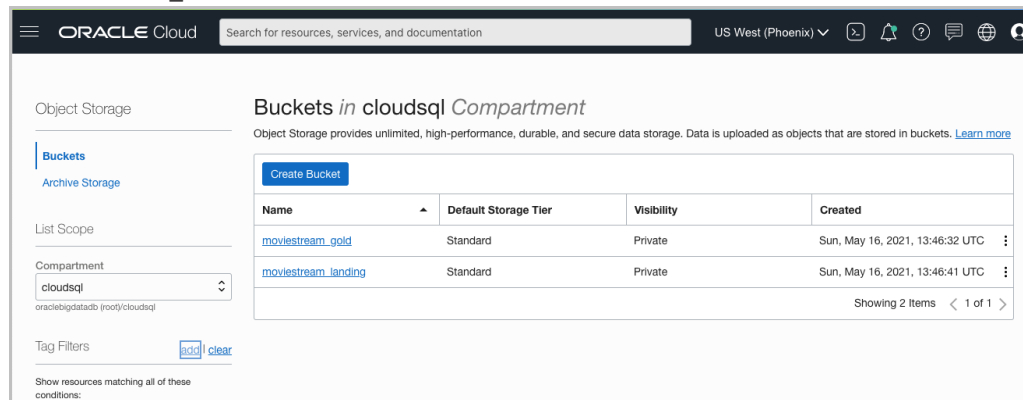 ORACLE Cloud
Search for resources, services, and documentation
US West (Phoenix)
Object Storage
Buckets
Archive Storage
List Scope
Compartment
cloudsql
oraclebigdatadb (root)/cloudsql
Tag Filters
add | clear
Show resources matching all of these
conditions:
Buckets in cloudsql Compartment
Object Storage provides unlimited, high-performance, durable, and secure data storage. Data is uploaded as objects that are stored in buckets. Learn more
Create Bucket
Name Default Storage Tier Visibility Created
moviestream_gold Standard Private Sun, May 16, 2021, 13:46:32 UTC
moviestream_landing Standard Private Sun, May 16, 2021, 13:46:41 UTC
Showing 2 Items < 1 of 1 >